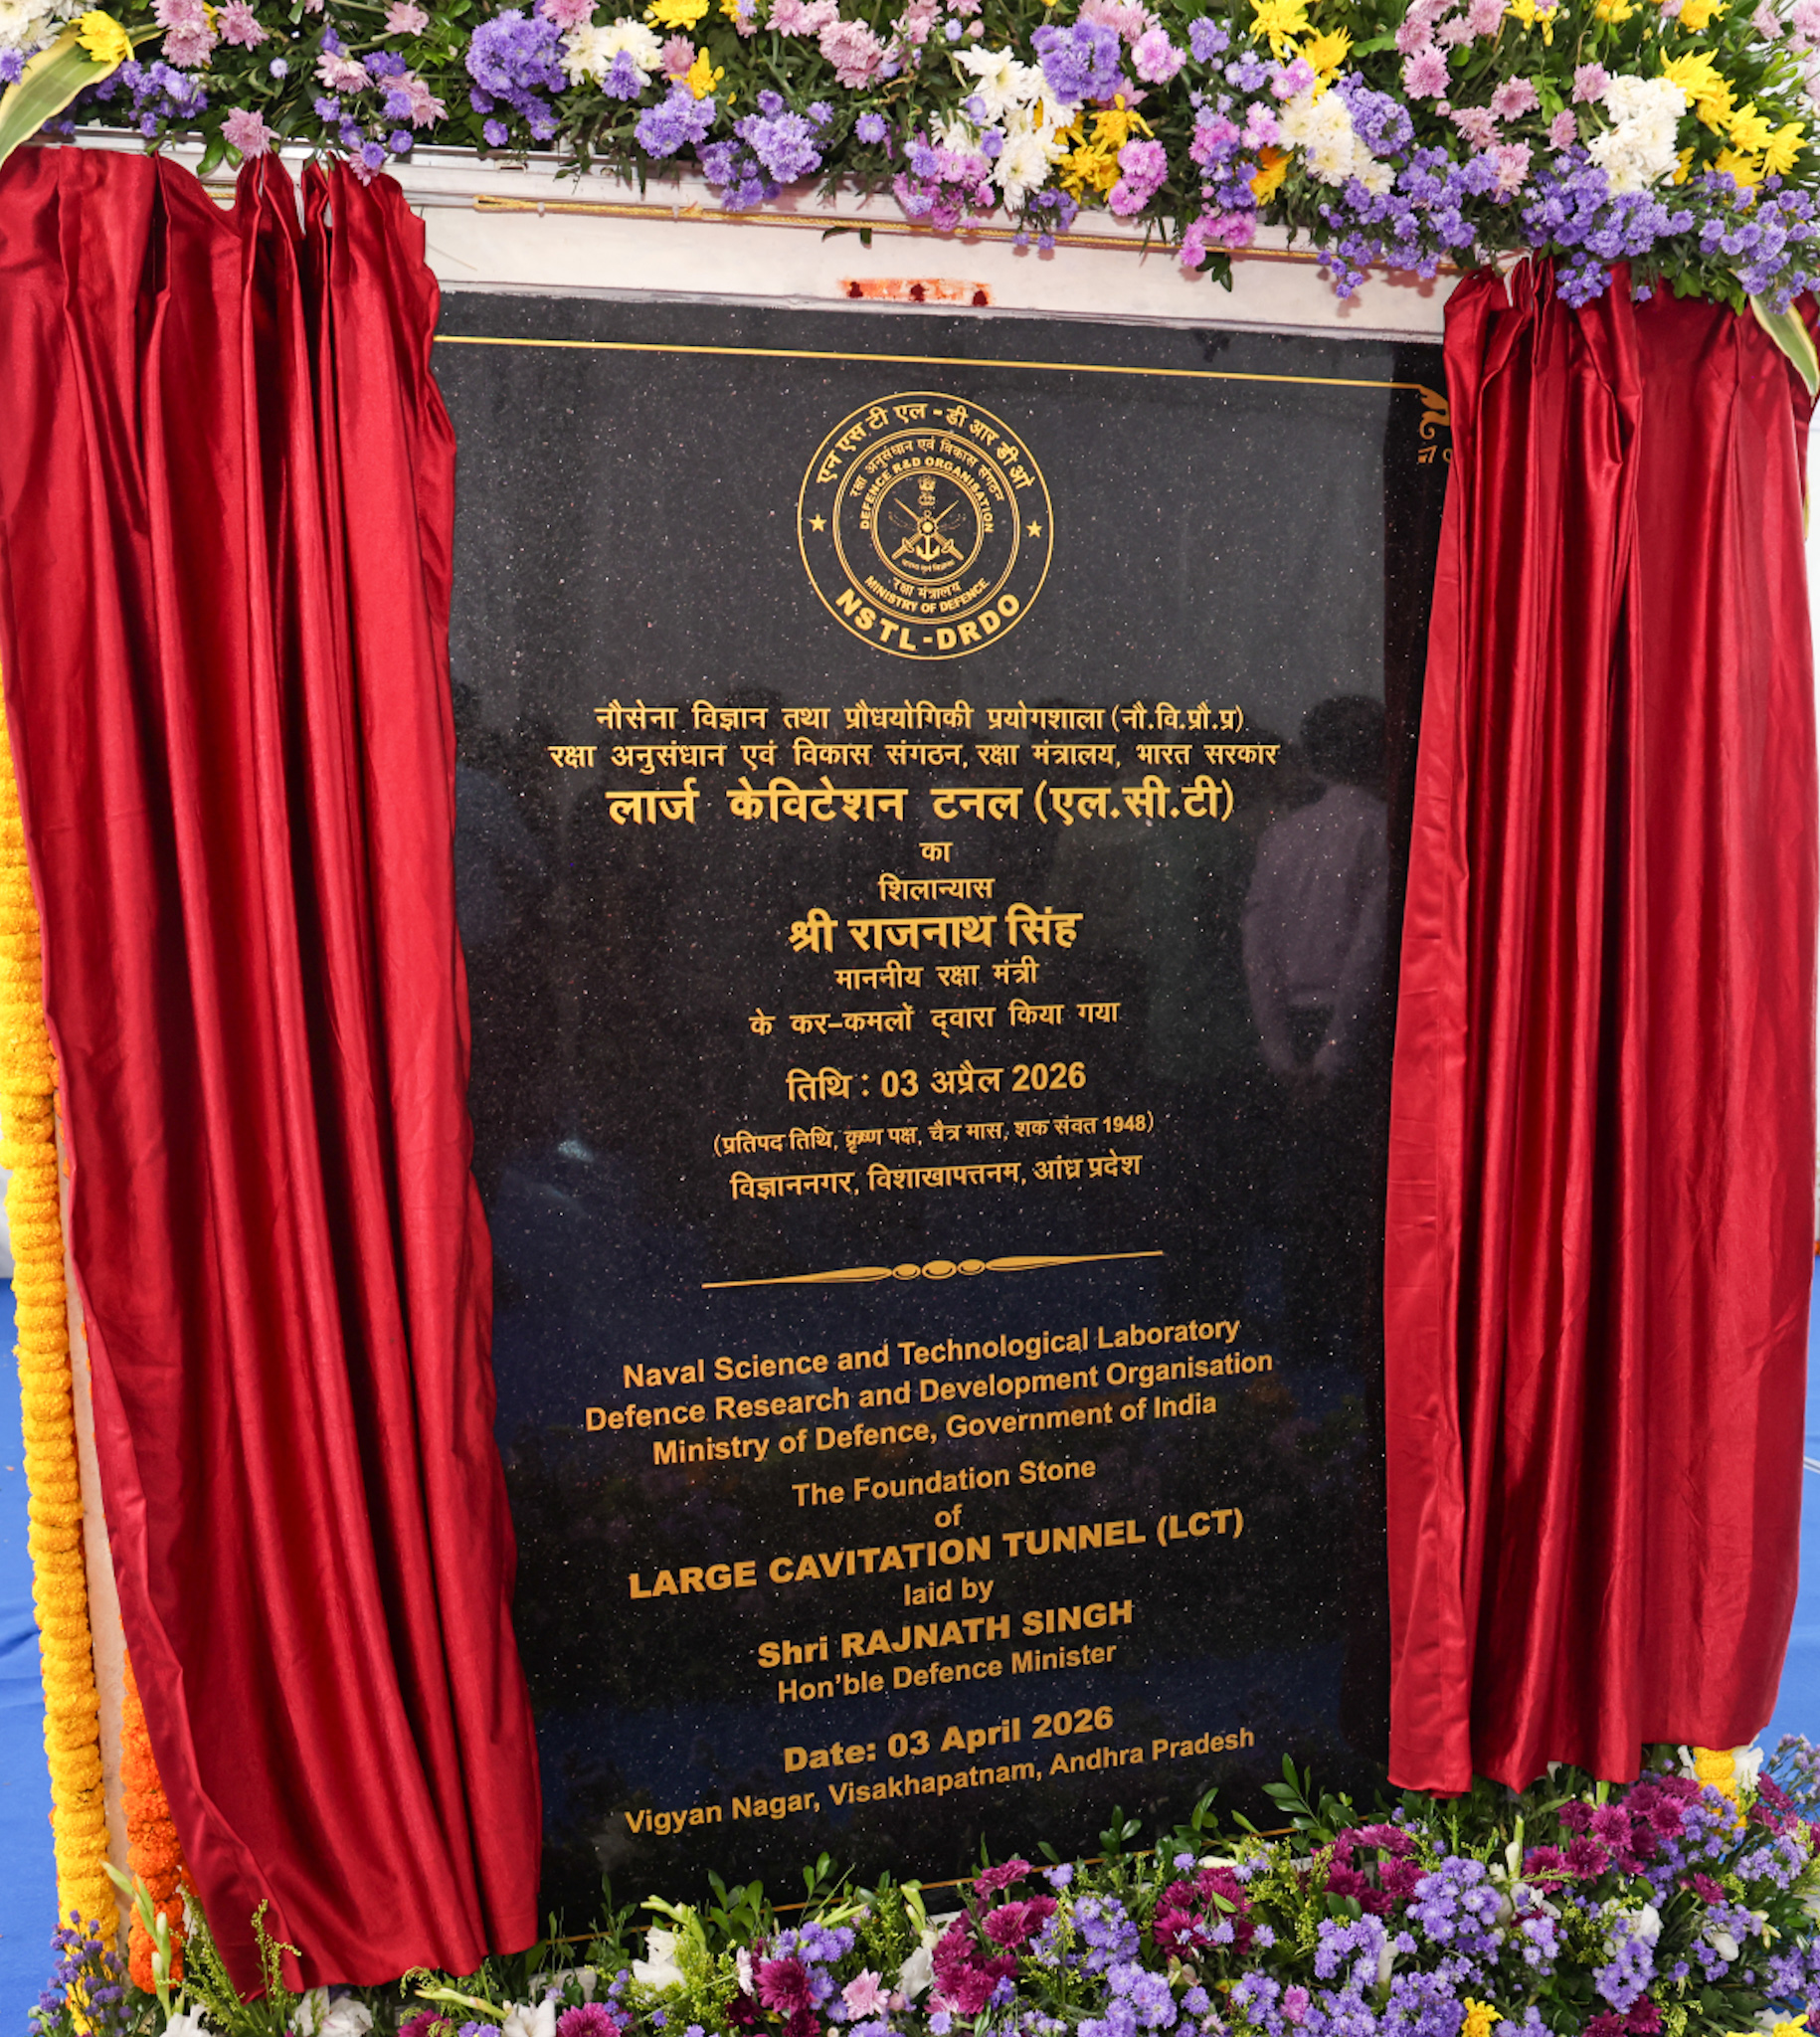 एन एस टी एल - डी आर डी ओ
रक्षा अनुसंधान एवं विकास संगठन
DEFENCE R&D ORGANISATION
रक्षा मंत्रालय
MINISTRY OF DEFENCE
NSTL-DRDO
नौसेना विज्ञान तथा प्रौधयोगिकी प्रयोगशाला (नौ.वि.प्रौ.प्र)
रक्षा अनुसंधान एवं विकास संगठन, रक्षा मंत्रालय, भारत सरकार
लार्ज केविटेशन टनल (एल.सी.टी)
का
शिलान्यास
श्री राजनाथ सिंह
माननीय रक्षा मंत्री
के कर-कमलों द्वारा किया गया
तिथि : 03 अप्रैल 2026
(प्रतिपद तिथि, कृष्ण पक्ष, चैत्र मास, शक संवत 1948)
विज्ञाननगर, विशाखापत्तनम, आंध्र प्रदेश
Naval Science and Technological Laboratory
Defence Research and Development Organisation
Ministry of Defence, Government of India
The Foundation Stone
of
LARGE CAVITATION TUNNEL (LCT)
laid by
Shri RAJNATH SINGH
Hon'ble Defence Minister
Date: 03 April 2026
Vigyan Nagar, Visakhapatnam, Andhra Pradesh